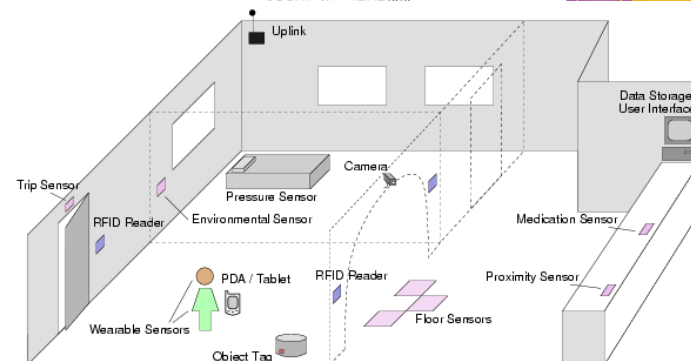 Uplink
Data Storage
User Interface
Camera
Trip Sensor
Pressure Sensor
RFID Reader
Environmental Sensor
Medication Sensor
PDA / Tablet
RFID Reader
Proximity Sensor
Wearable Sensors
Floor Sensors
Object Tag